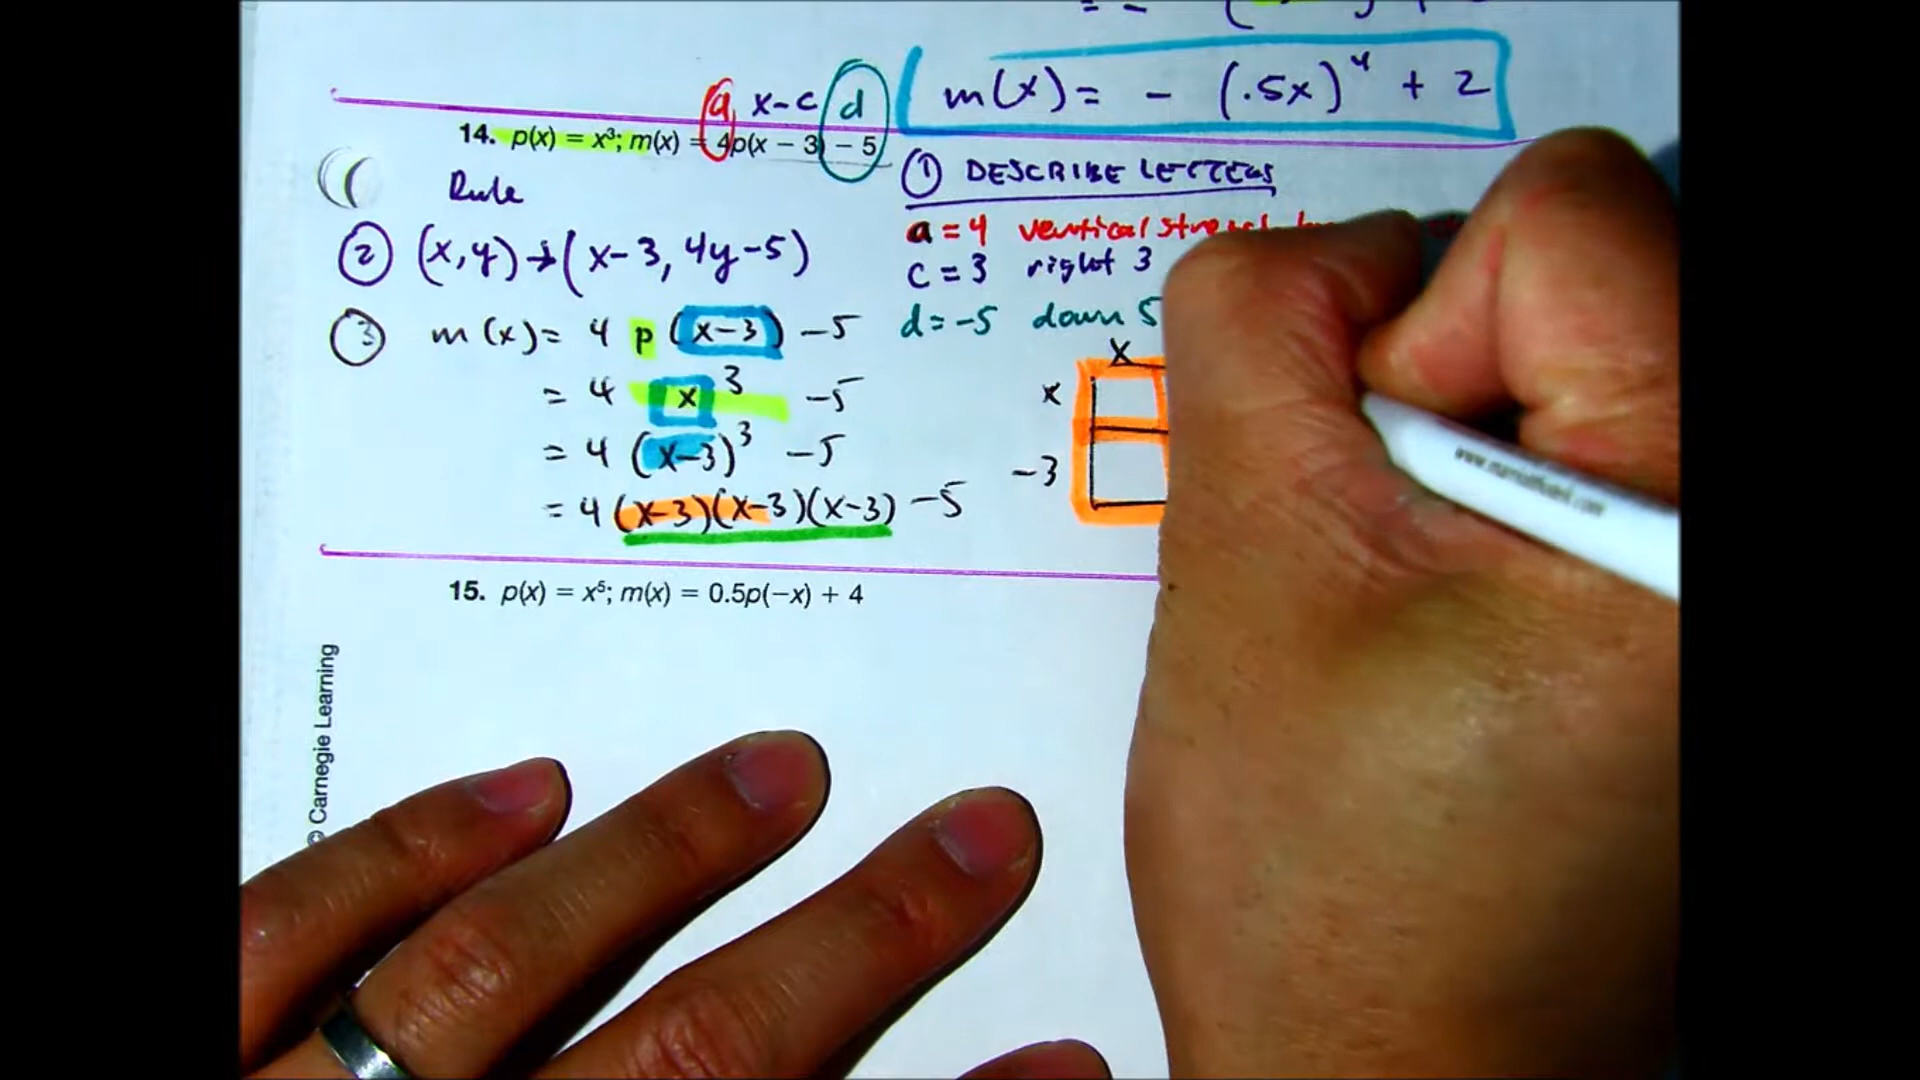 m(x) = - (.5x)⁴ + 2
a x-c d
14. p(x) = x³; m(x) = 4p(x − 3) − 5
① DESCRIBE LETTERS
Rule
a = 4 vertical
② (x,y)→(x-3, 4y-5)
c = 3 right 3
③ m(x) = 4 p (x-3) -5
d = -5 down 5
= 4 x 3 -5
= 4 (x-3)³ -5
= 4 (x-3)(x-3)(x-3) -5
x
x
-3
15. p(x) = x⁵; m(x) = 0.5p(−x) + 4
© Carnegie Learning